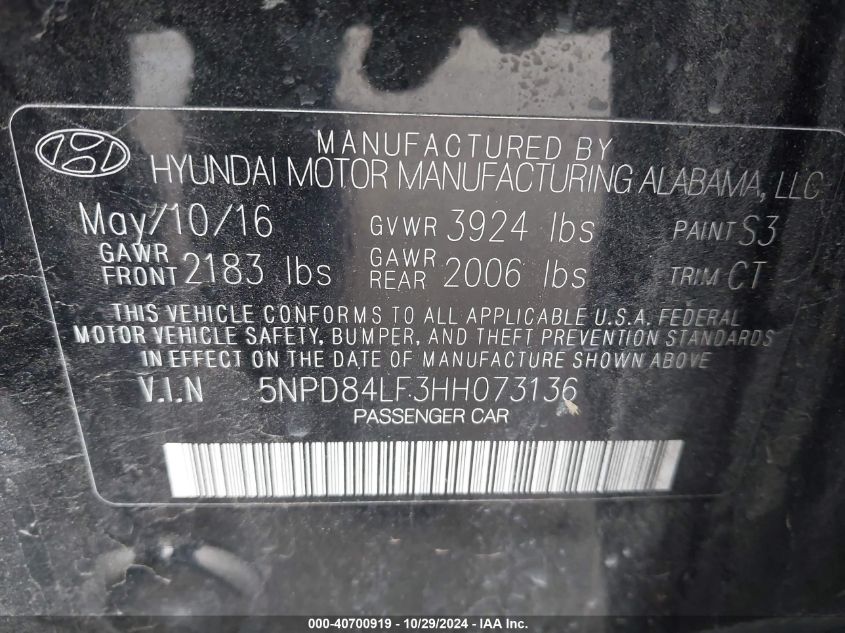 MANUFACTURED BY
HYUNDAI MOTOR MANUFACTURING ALABAMA, LLC
May/10/16 GVWR 3924 lbs PAINT S3
GAWR FRONT 2183 lbs GAWR REAR 2006 lbs TRIM CT
THIS VEHICLE CONFORMS TO ALL APPLICABLE U.S.A. FEDERAL
MOTOR VEHICLE SAFETY, BUMPER, AND THEFT PREVENTION STANDARDS
IN EFFECT ON THE DATE OF MANUFACTURE SHOWN ABOVE
V.I.N 5NPD84LF3HH073136
PASSENGER CAR
000-40700919 - 10/29/2024 - IAA Inc.